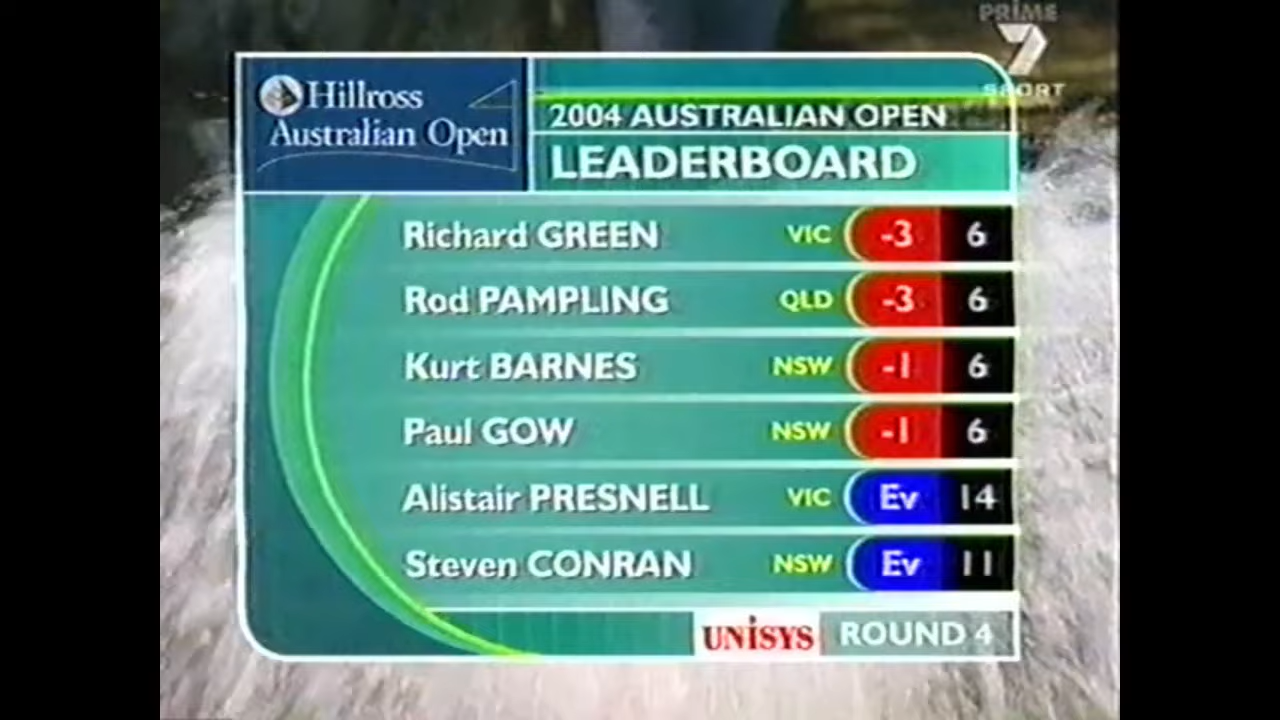 PRiME
7
SPORT
Hillross
Australian Open
2004 AUSTRALIAN OPEN
LEADERBOARD
Richard GREEN VIC -3 6
Rod PAMPLING QLD -3 6
Kurt BARNES NSW -1 6
Paul GOW NSW -1 6
Alistair PRESNELL VIC Ev 14
Steven CONRAN NSW Ev 11
UNiSYS ROUND 4